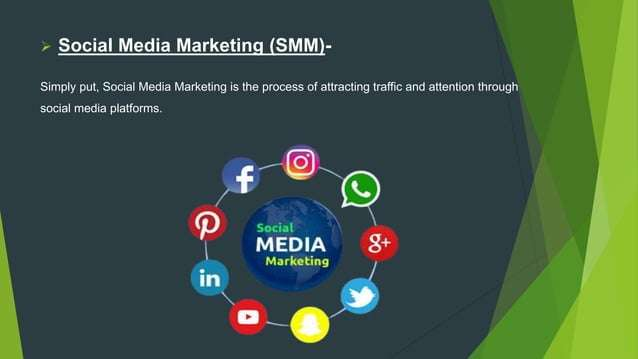 Social Media Marketing (SMM)-
Simply put, Social Media Marketing is the process of attracting traffic and attention through
social media platforms.
Social
MEDIA
Marketing
f
g+
in